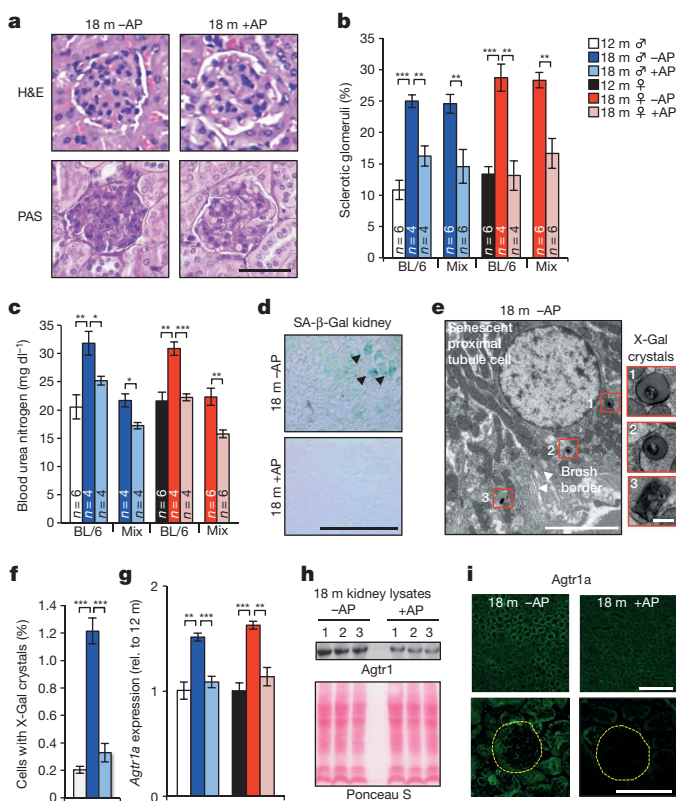 a
18 m –AP
18 m +AP
H&E
PAS
b
Sclerotic glomeruli (%)
35
30
25
20
15
10
5
0
***
**
**
***
**
**
n = 6
n = 4
n = 4
n = 6
n = 6
n = 6
n = 4
n = 4
n = 6
n = 6
BL/6
Mix
BL/6
Mix
12 m ♂
18 m ♂ –AP
18 m ♂ +AP
12 m ♀
18 m ♀ –AP
18 m ♀ +AP
c
Blood urea nitrogen (mg dl⁻¹)
35
30
25
20
15
10
5
0
**
*
*
**
***
**
n = 6
n = 4
n = 4
n = 6
n = 6
n = 6
n = 4
n = 4
n = 6
n = 6
BL/6
Mix
BL/6
Mix
d
SA-β-Gal kidney
18 m –AP
18 m +AP
e
18 m –AP
Senescent
proximal
tubule cell
1
2
3
Brush
border
X-Gal
crystals
1
2
3
f
Cells with X-Gal crystals (%)
1.4
1.2
1.0
0.8
0.6
0.4
0.2
0
***
***
g
Agtr1a expression (rel. to 12 m)
2
1
0
**
***
***
**
h
18 m kidney lysates
–AP
+AP
1 2 3
1 2 3
Agtr1
Ponceau S
i
Agtr1a
18 m –AP
18 m +AP